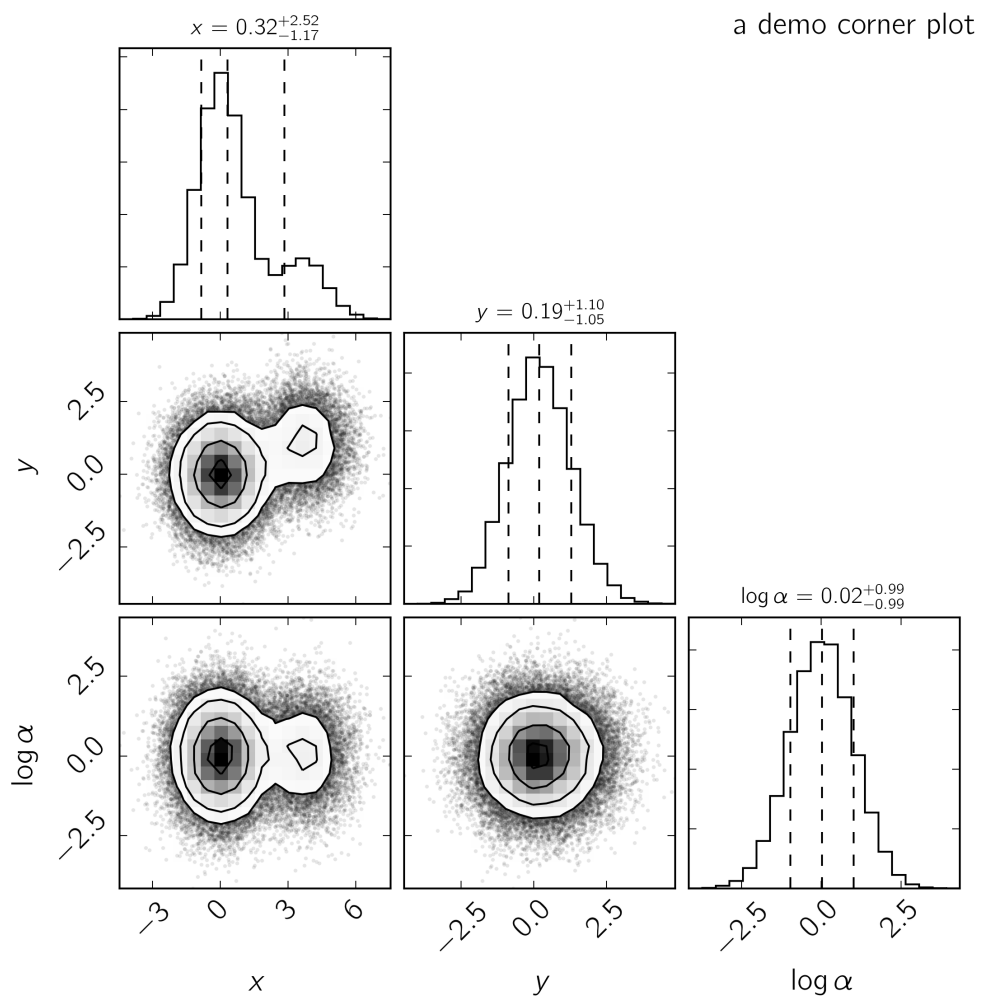 a demo corner plot
x = 0.32+2.52 −1.17
y = 0.19+1.10 −1.05
y
2.5
0.0
−2.5
log α = 0.02+0.99 −0.99
log α
2.5
0.0
−2.5
−3 0 3 6 −2.5 0.0 2.5 −2.5 0.0 2.5
x y log α